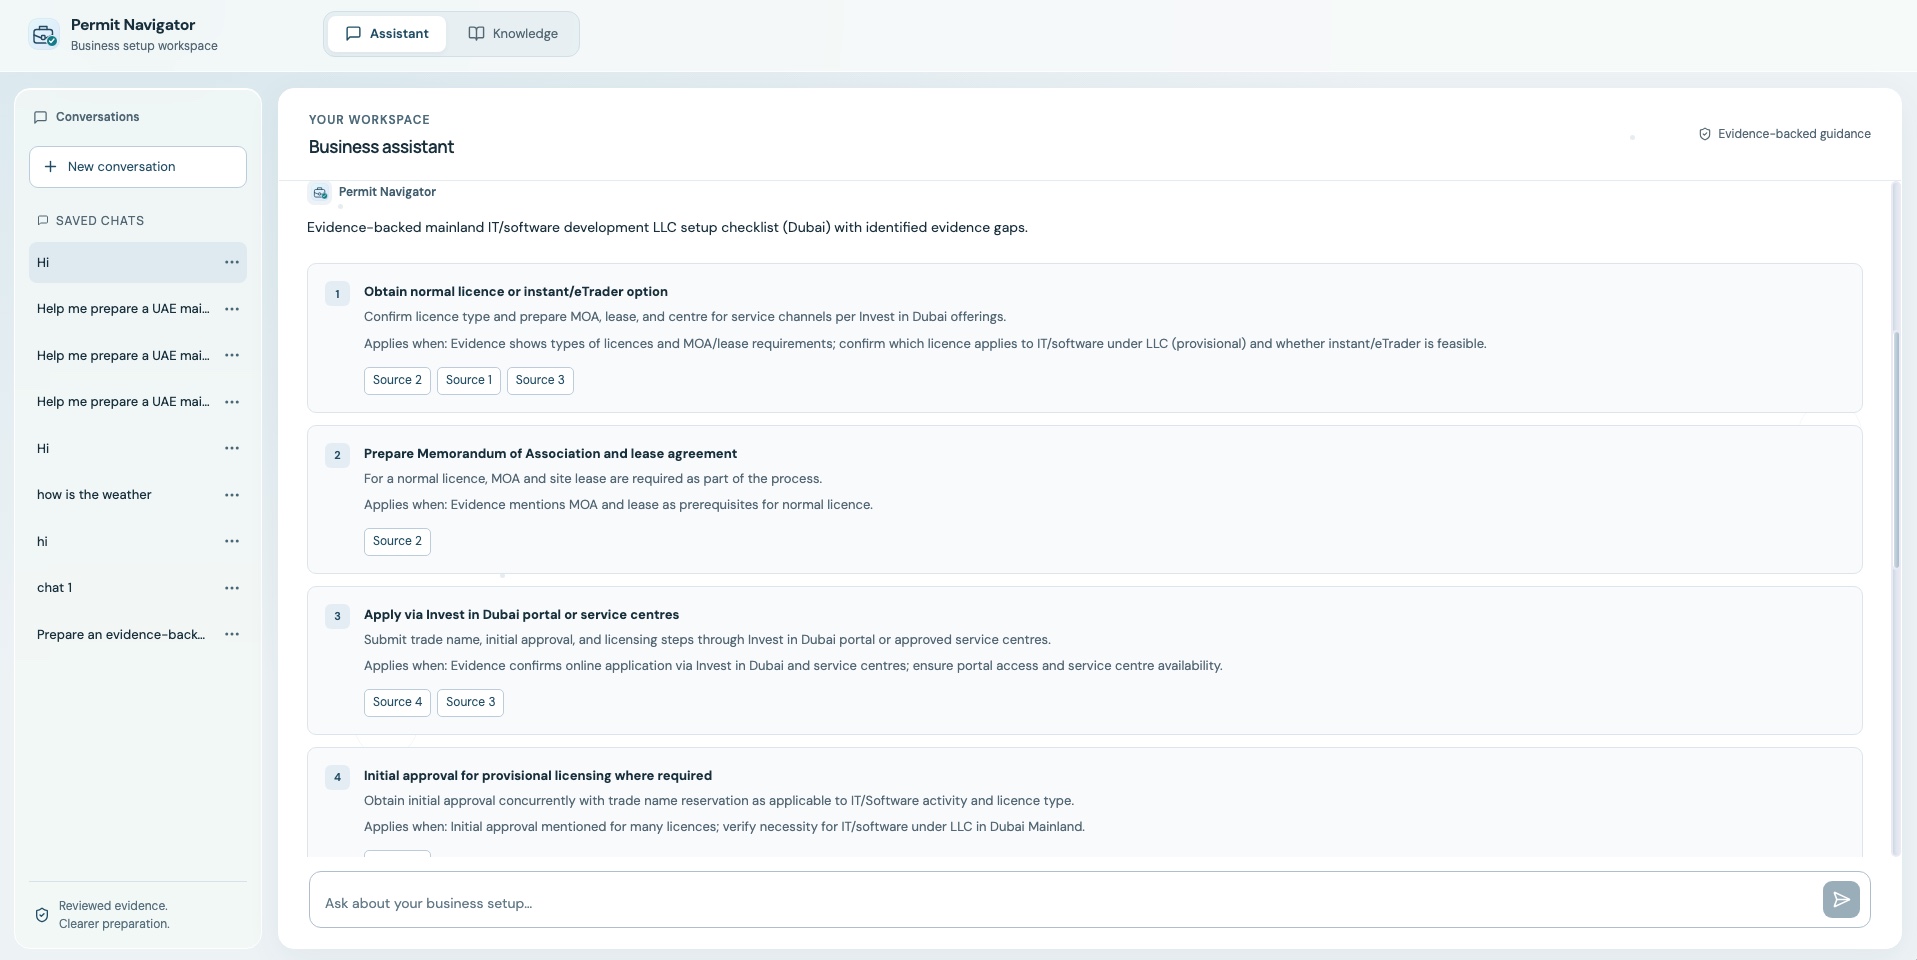 Permit Navigator
Business setup workspace
Assistant
Knowledge
Conversations
New conversation
SAVED CHATS
Hi
Help me prepare a UAE mai...
Help me prepare a UAE mai...
Help me prepare a UAE mai...
Hi
how is the weather
hi
chat 1
Prepare an evidence-back...
Reviewed evidence.
Clearer preparation.
YOUR WORKSPACE
Business assistant
Evidence-backed guidance
Permit Navigator
Evidence-backed mainland IT/software development LLC setup checklist (Dubai) with identified evidence gaps.
1
Obtain normal licence or instant/eTrader option
Confirm licence type and prepare MOA, lease, and centre for service channels per Invest in Dubai offerings.
Applies when: Evidence shows types of licences and MOA/lease requirements; confirm which licence applies to IT/software under LLC (provisional) and whether instant/eTrader is feasible.
Source 2 Source 1 Source 3
2
Prepare Memorandum of Association and lease agreement
For a normal licence, MOA and site lease are required as part of the process.
Applies when: Evidence mentions MOA and lease as prerequisites for normal licence.
Source 2
3
Apply via Invest in Dubai portal or service centres
Submit trade name, initial approval, and licensing steps through Invest in Dubai portal or approved service centres.
Applies when: Evidence confirms online application via Invest in Dubai and service centres; ensure portal access and service centre availability.
Source 4 Source 3
4
Initial approval for provisional licensing where required
Obtain initial approval concurrently with trade name reservation as applicable to IT/Software activity and licence type.
Applies when: Initial approval mentioned for many licences; verify necessity for IT/software under LLC in Dubai Mainland.
Ask about your business setup...